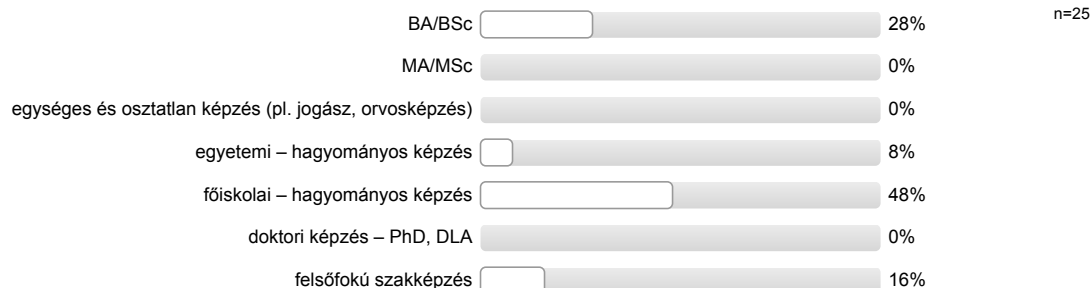 BA/BSc 28% n=25
MA/MSc 0%
egységes és osztatlan képzés (pl. jogász, orvosképzés) 0%
egyetemi – hagyományos képzés 8%
főiskolai – hagyományos képzés 48%
doktori képzés – PhD, DLA 0%
felsőfokú szakképzés 16%